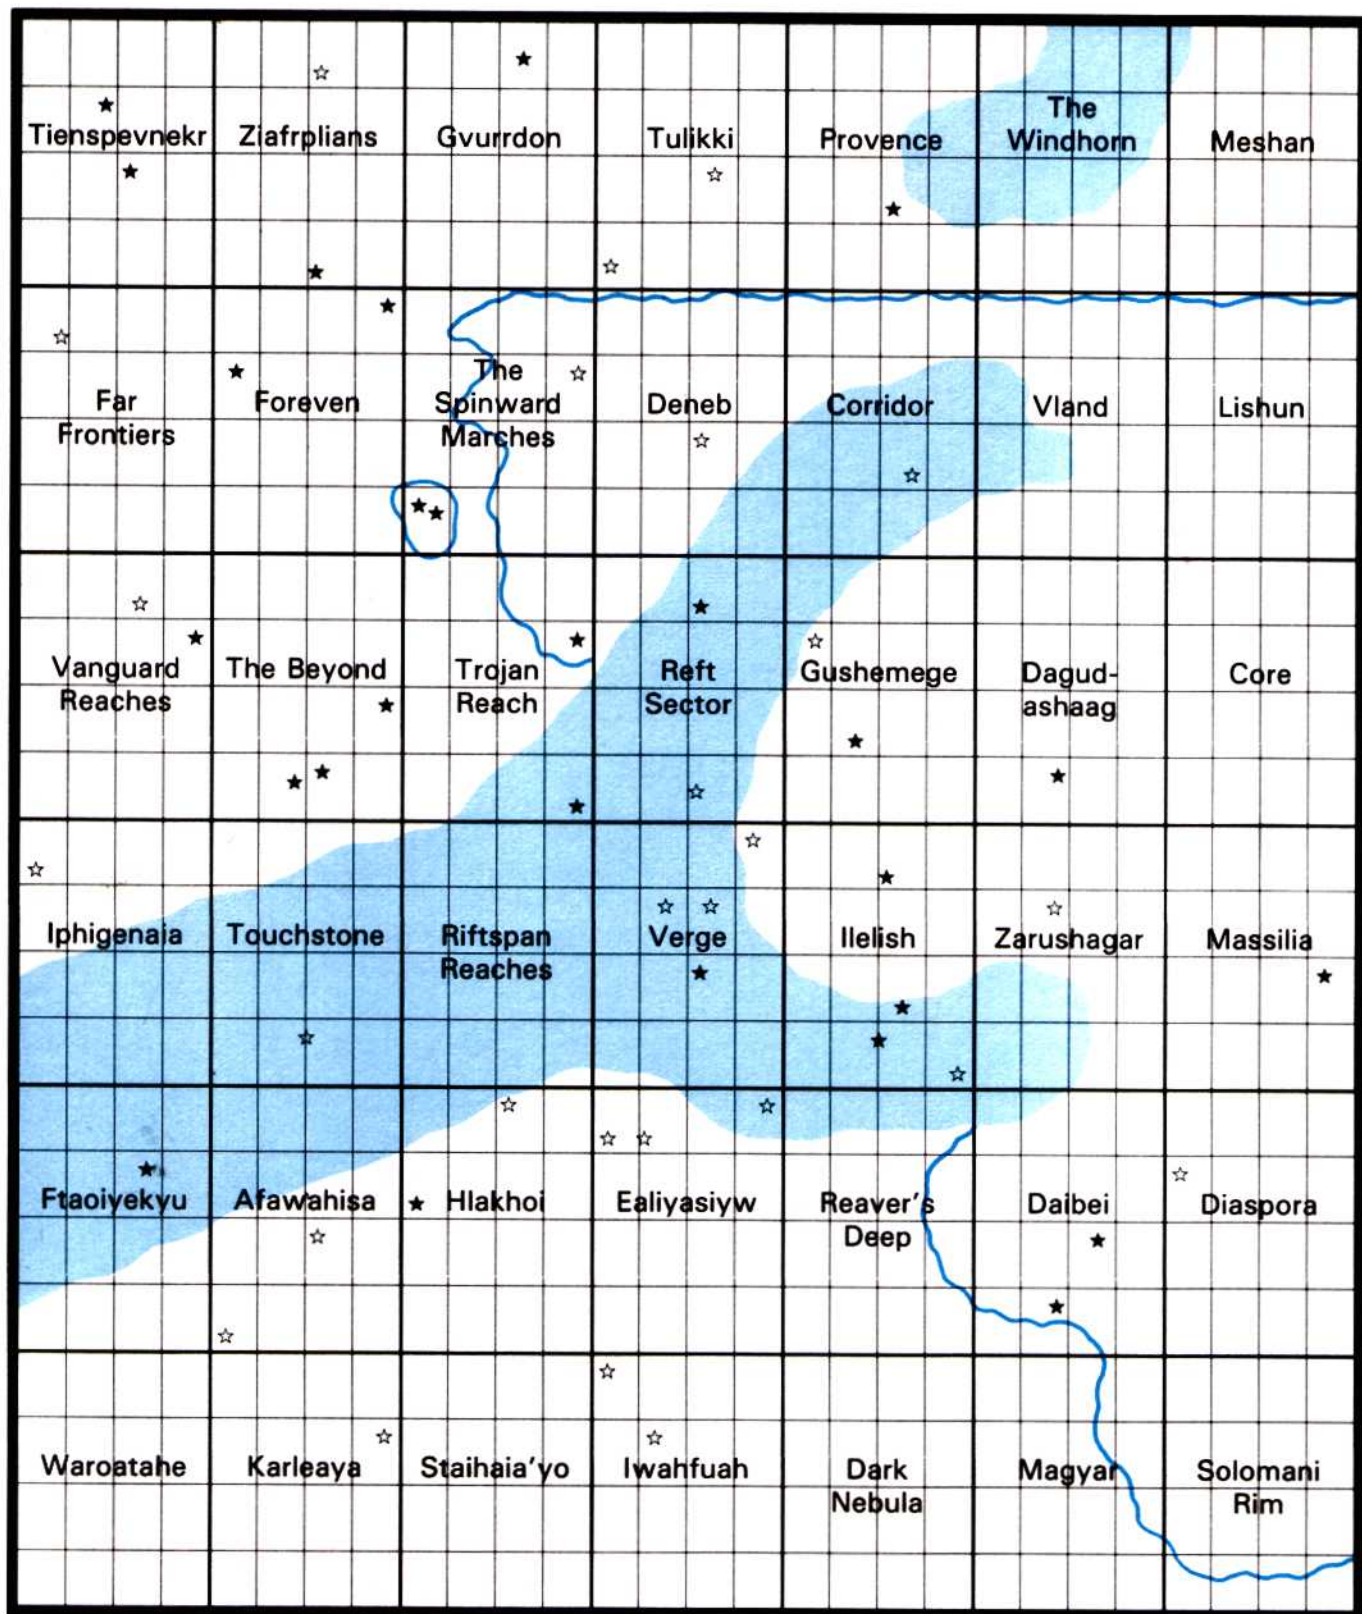 Tienspevnekr
Ziafrplians
Gvurrdon
Tulikki
Provence
The
Windhorn
Meshan
Far
Frontiers
Foreven
The
Spinward
Marches
Deneb
Corridor
Vland
Lishun
Vanguard
Reaches
The Beyond
Trojan
Reach
Reft
Sector
Gushemege
Dagud-
ashaag
Core
Iphigenaia
Touchstone
Riftspan
Reaches
Verge
Ilelish
Zarushagar
Massilia
Ftaoiyekyu
Afawahisa
Hlakhoi
Ealiyasiyw
Reaver's
Deep
Daibei
Diaspora
Waroatahe
Karleaya
Staihaia'yo
Iwahfuah
Dark
Nebula
Magyar
Solomani
Rim